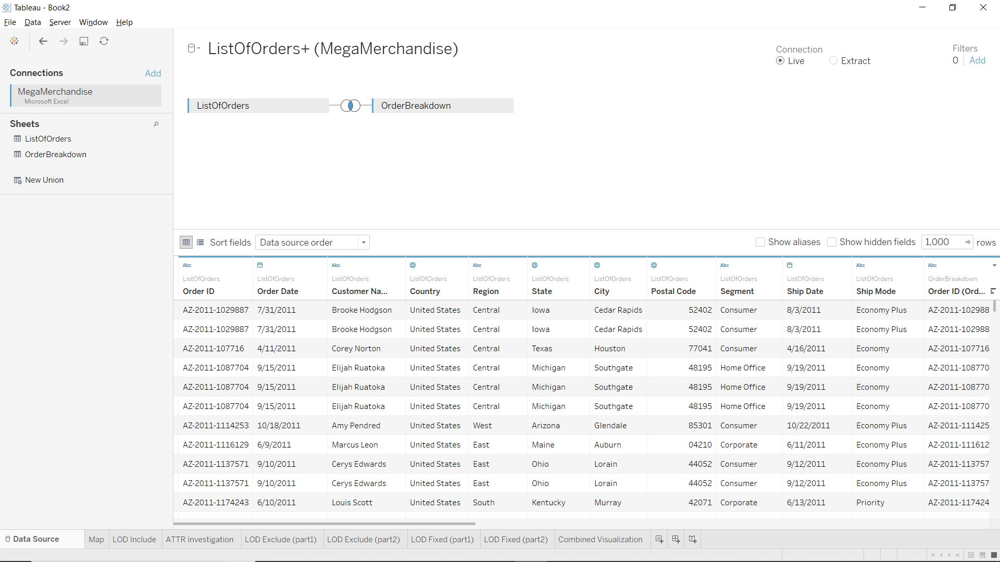 Tableau - Book2
File Data Server Window Help
ListOfOrders+ (MegaMerchandise)
Connection
Live Extract
Filters
0 Add
Connections Add
MegaMerchandise
Microsoft Excel
ListOfOrders OrderBreakdown
Sheets
ListOfOrders
OrderBreakdown
New Union
Sort fields Data source order Show aliases Show hidden fields 1,000 rows
Abc Abc Abc Abc Abc Abc
ListOfOrders ListOfOrders ListOfOrders ListOfOrders ListOfOrders ListOfOrders ListOfOrders ListOfOrders ListOfOrders ListOfOrders ListOfOrders OrderBreakdown
Order ID Order Date Customer Na... Country Region State City Postal Code Segment Ship Date Ship Mode Order ID (Ord...
AZ-2011-1029887 7/31/2011 Brooke Hodgson United States Central Iowa Cedar Rapids 52402 Consumer 8/3/2011 Economy Plus AZ-2011-102988
AZ-2011-1029887 7/31/2011 Brooke Hodgson United States Central Iowa Cedar Rapids 52402 Consumer 8/3/2011 Economy Plus AZ-2011-102988
AZ-2011-107716 4/11/2011 Corey Norton United States Central Texas Houston 77041 Consumer 4/16/2011 Economy AZ-2011-107716
AZ-2011-1087704 9/15/2011 Elijah Ruatoka United States Central Michigan Southgate 48195 Home Office 9/19/2011 Economy AZ-2011-108770
AZ-2011-1087704 9/15/2011 Elijah Ruatoka United States Central Michigan Southgate 48195 Home Office 9/19/2011 Economy AZ-2011-108770
AZ-2011-1087704 9/15/2011 Elijah Ruatoka United States Central Michigan Southgate 48195 Home Office 9/19/2011 Economy AZ-2011-108770
AZ-2011-1114253 10/18/2011 Amy Pendred United States West Arizona Glendale 85301 Consumer 10/22/2011 Economy Plus AZ-2011-111425
AZ-2011-1116129 6/9/2011 Marcus Leon United States East Maine Auburn 04210 Corporate 6/11/2011 Economy Plus AZ-2011-111612
AZ-2011-1137571 9/10/2011 Cerys Edwards United States East Ohio Lorain 44052 Consumer 9/12/2011 Economy Plus AZ-2011-113757
AZ-2011-1137571 9/10/2011 Cerys Edwards United States East Ohio Lorain 44052 Consumer 9/12/2011 Economy Plus AZ-2011-113757
AZ-2011-1174243 6/10/2011 Louis Scott United States South Kentucky Murray 42071 Corporate 6/13/2011 Priority AZ-2011-117424
Data Source Map LOD Include ATTR Investigation LOD Exclude (part1) LOD Exclude (part2) LOD Fixed (part1) LOD Fixed (part2) Combined Visualization